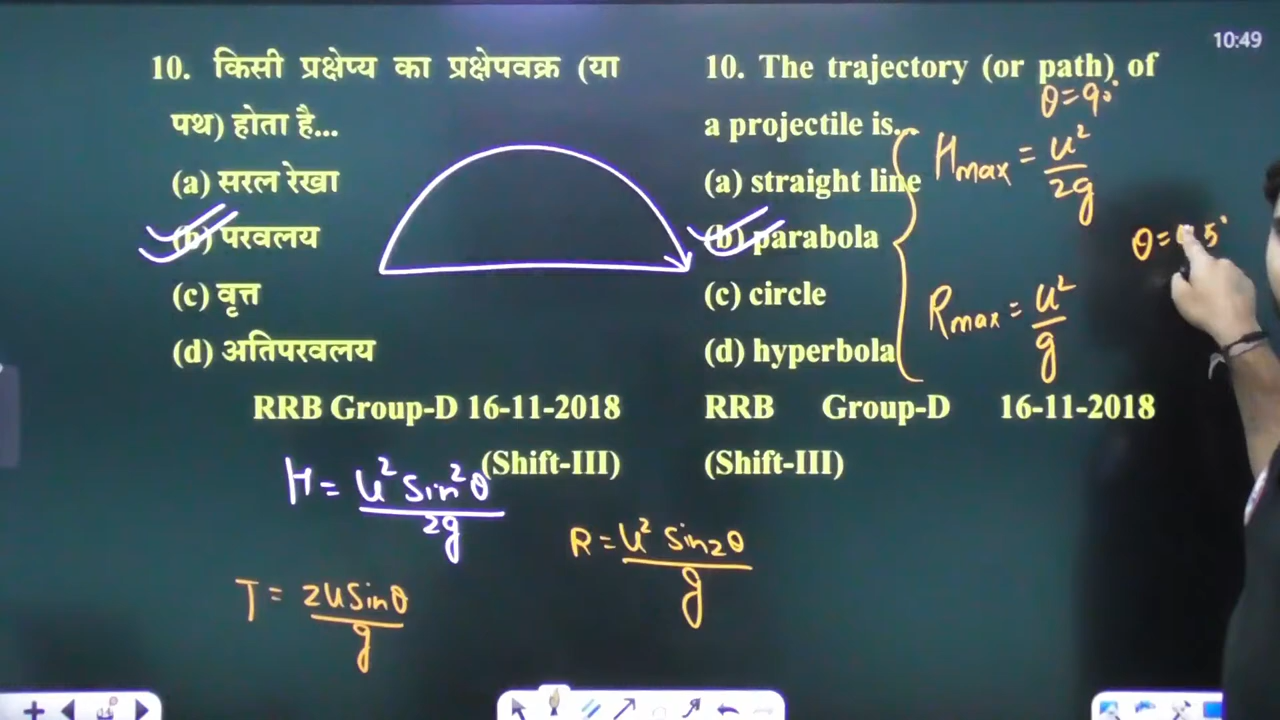 10:49
10. किसी प्रक्षेप्य का प्रक्षेपवक्र (या
पथ) होता है...
(a) सरल रेखा
(b) परवलय
(c) वृत्त
(d) अतिपरवलय
RRB Group-D 16-11-2018
(Shift-III)
10. The trajectory (or path) of
a projectile is...
(a) straight line
(b) parabola
(c) circle
(d) hyperbola
RRB Group-D 16-11-2018
(Shift-III)
θ=90°
Hmax = u²/2g
Rmax = u²/g
H = u² Sin²θ/2g
T = 2u Sinθ/g
R = u² Sin2θ/g